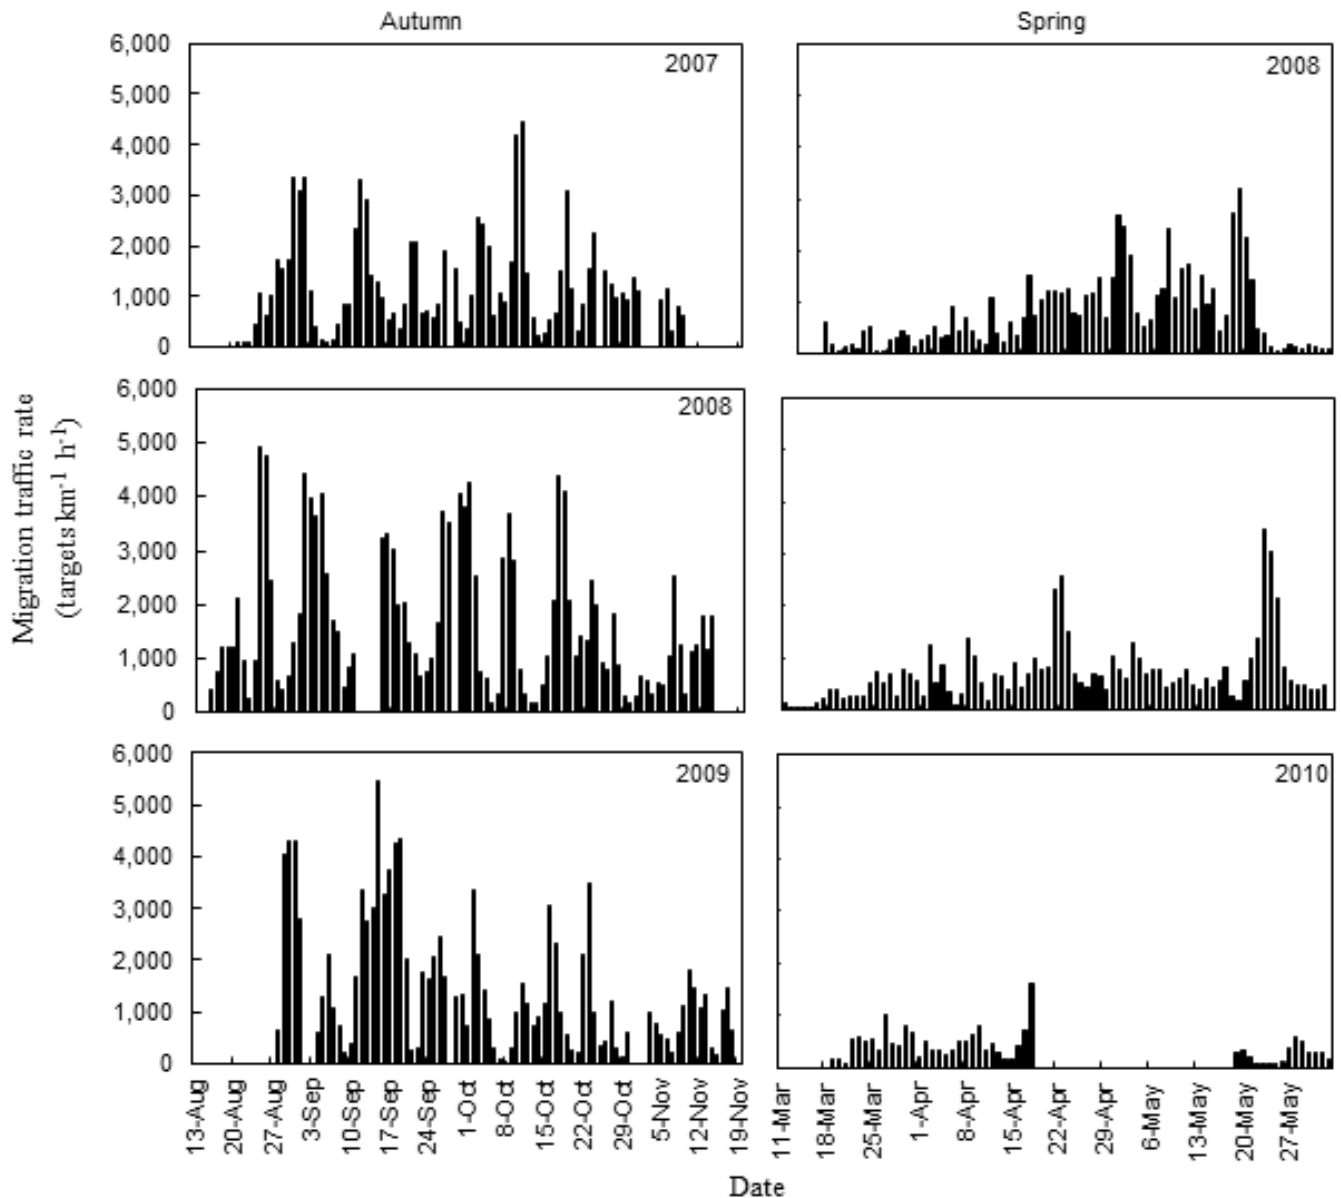 Autumn
Spring
6,000
5,000
4,000
3,000
2,000
1,000
0
2007
2008
Migration traffic rate
(targets km-1 h-1)
6,000
5,000
4,000
3,000
2,000
1,000
0
2008
6,000
5,000
4,000
3,000
2,000
1,000
0
2009
2010
13-Aug
20-Aug
27-Aug
3-Sep
10-Sep
17-Sep
24-Sep
1-Oct
8-Oct
15-Oct
22-Oct
29-Oct
5-Nov
12-Nov
19-Nov
11-Mar
18-Mar
25-Mar
1-Apr
8-Apr
15-Apr
22-Apr
29-Apr
6-May
13-May
20-May
27-May
Date